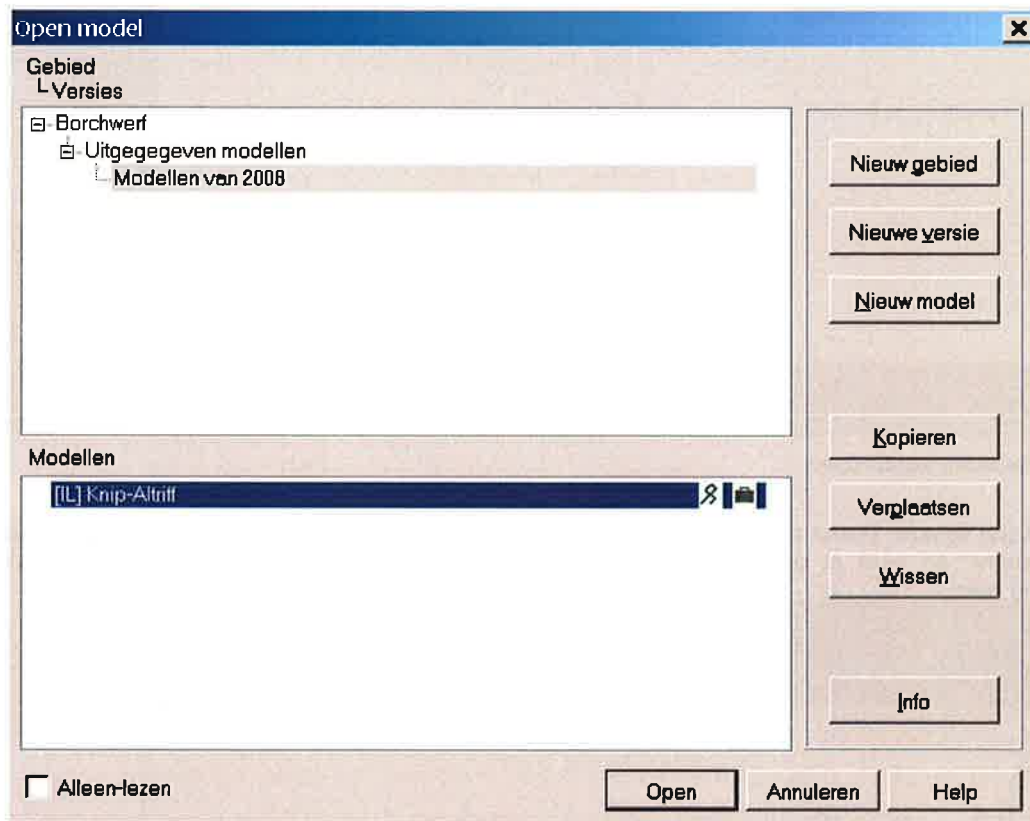 Open model
Gebied
Versies
Borchwerf
Uitgegegeven modellen
Modellen van 2008
Nieuw gebied
Nieuwe versie
Nieuw model
Kopieren
Modellen
[IL] Knip-Altriff
Verplaatsen
Wissen
Info
Alleen-lezen
Open
Annuleren
Help